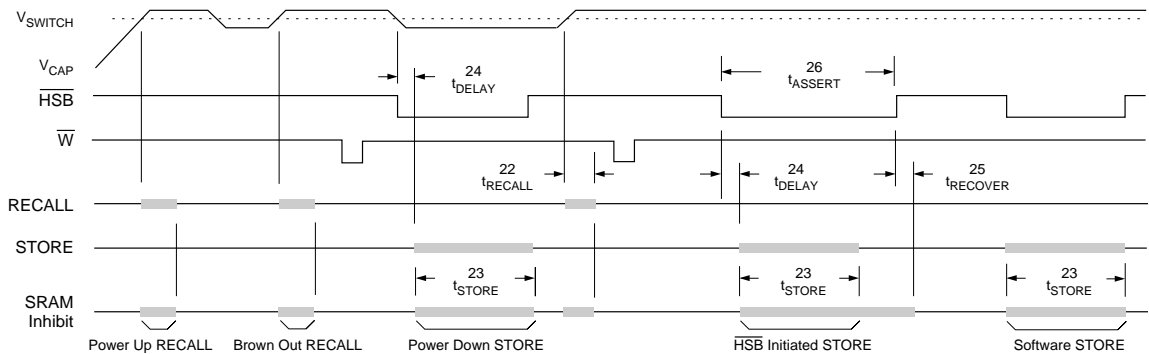 VSWITCH
VCAP
24
tDELAY
26
tASSERT
HSB
W
22
tRECALL
24
tDELAY
25
tRECOVER
RECALL
STORE
23
tSTORE
23
tSTORE
23
tSTORE
SRAM
Inhibit
Power Up RECALL
Brown Out RECALL
Power Down STORE
HSB Initiated STORE
Software STORE